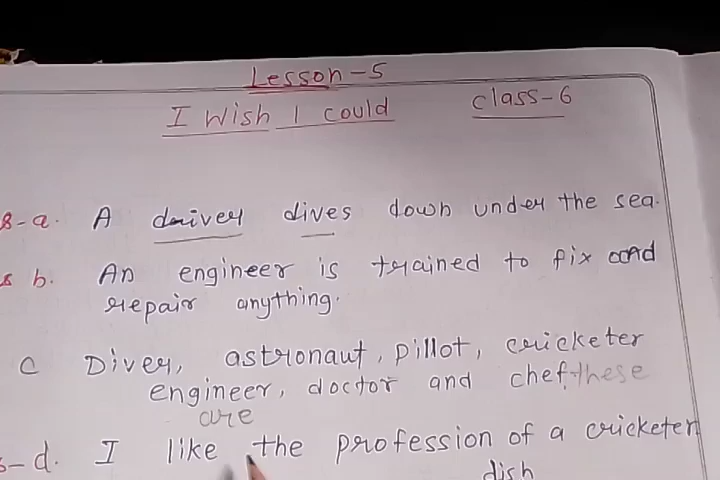 Lesson-5
I Wish I could class-6
8-a. A driver dives down under the sea.
b. An engineer is trained to fix and
repair anything.
c Diver, astronaut, pillot, cricketer
engineer, doctor and chef. these
are
d. I like the profession of a cricketer
dish